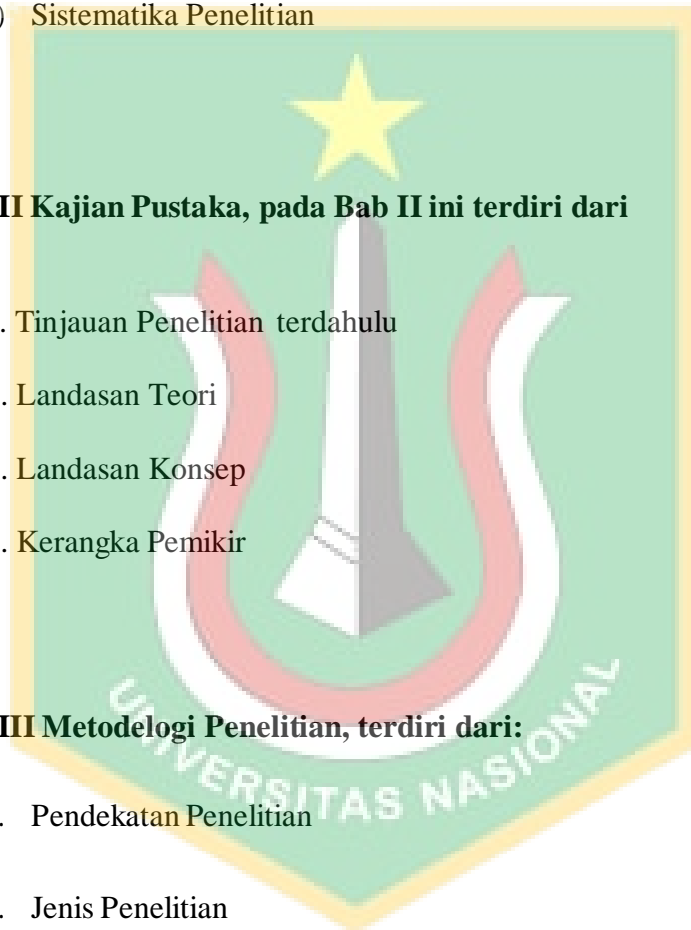 ) Sistematika Penelitian
II Kajian Pustaka, pada Bab II ini terdiri dari
. Tinjauan Penelitian terdahulu
. Landasan Teori
. Landasan Konsep
. Kerangka Pemikir
III Metodelogi Penelitian, terdiri dari:
UNIVERSITAS NASIONAL
. Pendekatan Penelitian
. Jenis Penelitian